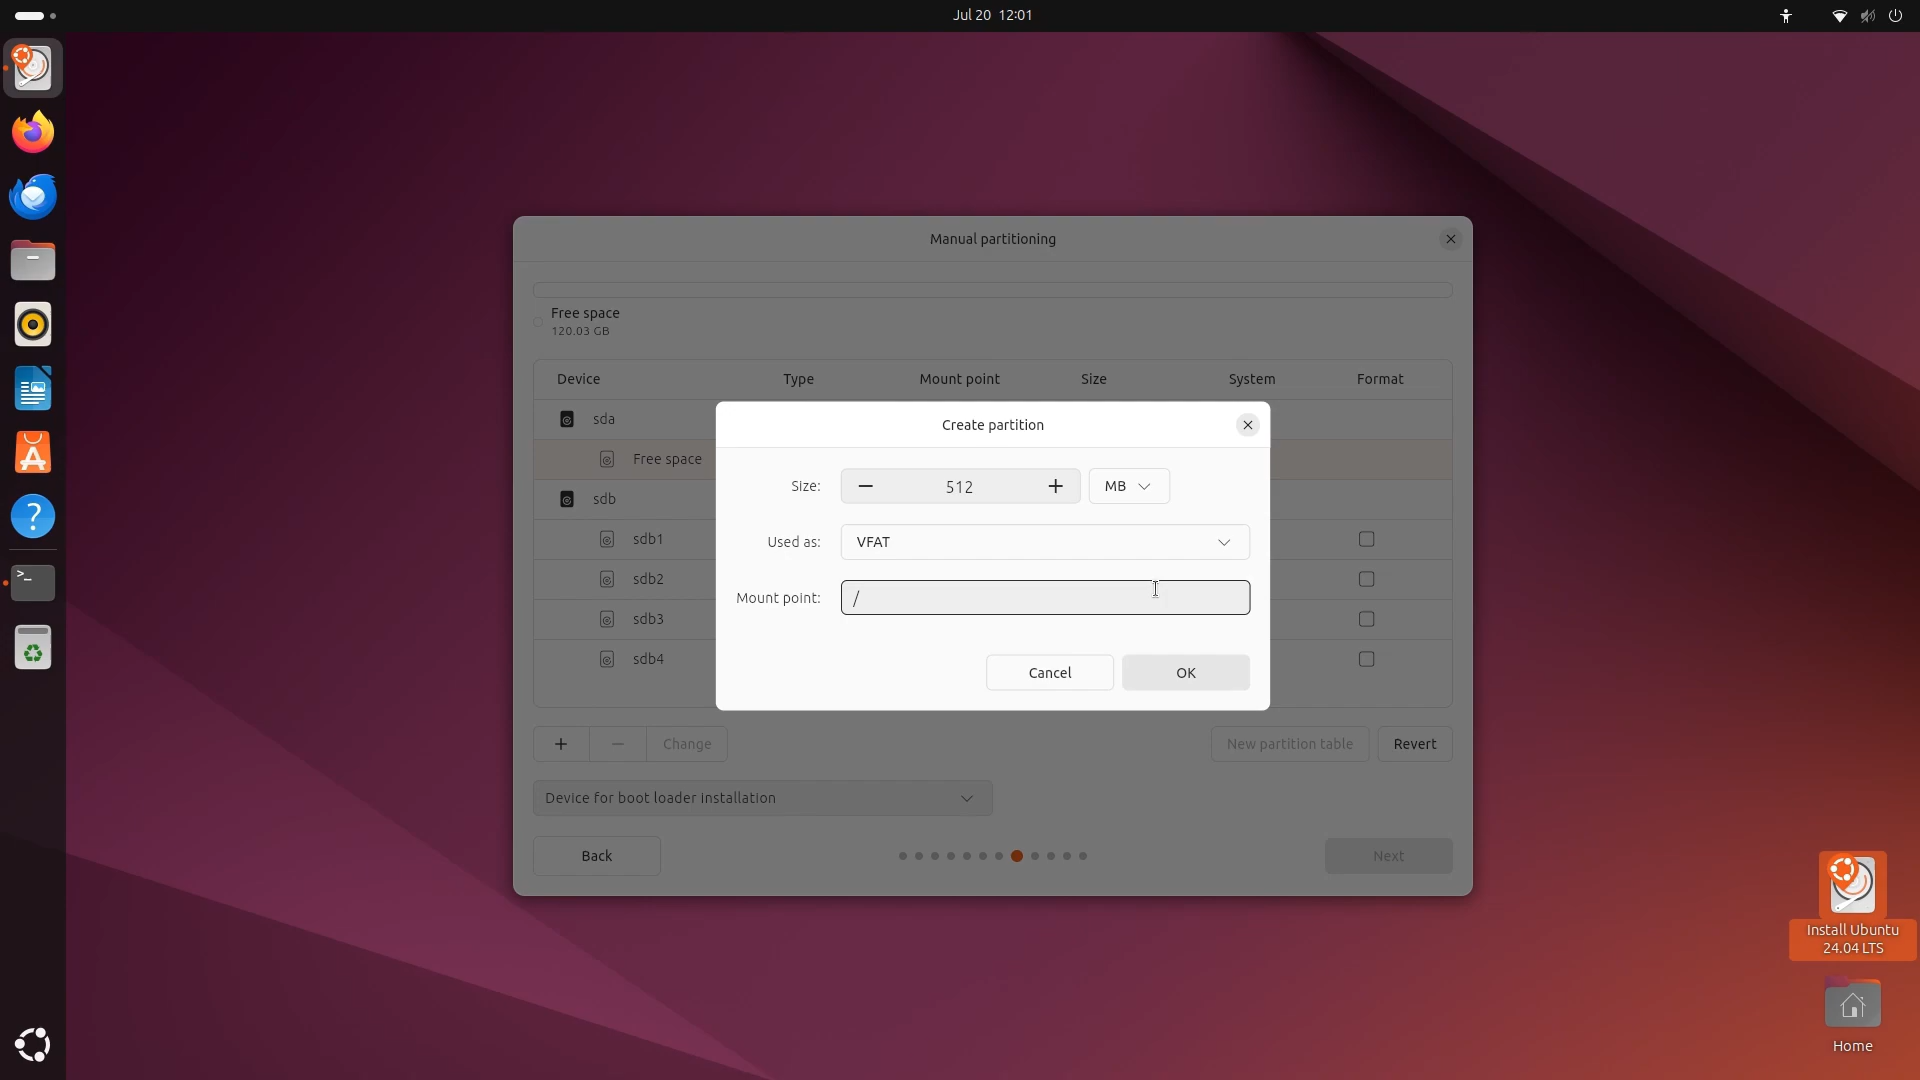 Jul 20 12:01
Manual partitioning
Free space
120.03 GB
Device Type Mount point Size System Format
sda
Free space
sdb
sdb1
sdb2
sdb3
sdb4
Create partition
Size: 512 MB
Used as: VFAT
Mount point: /
Cancel OK
Change New partition table Revert
Device for boot loader installation
Back Next
Install Ubuntu
24.04 LTS
Home